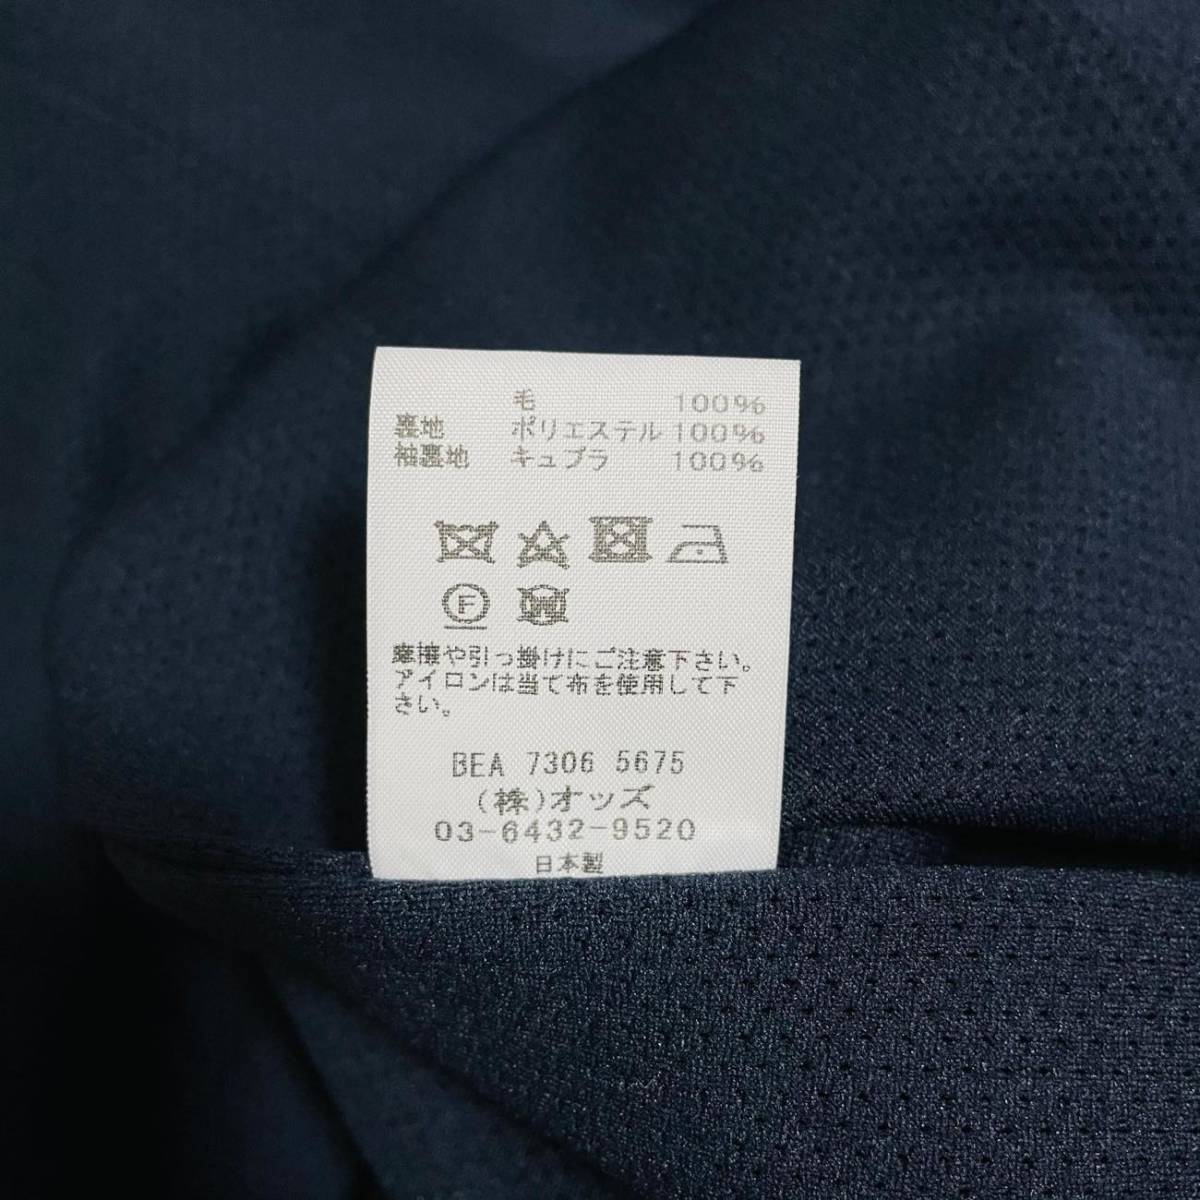 毛 100%
裏地 ポリエステル 100%
袖裏地 キュプラ 100%
F
W
摩擦や引っ掛けにご注意下さい。
アイロンは当て布を使用して下
さい。
BEA 7306 5675
(株)オッズ
03-6432-9520
日本製